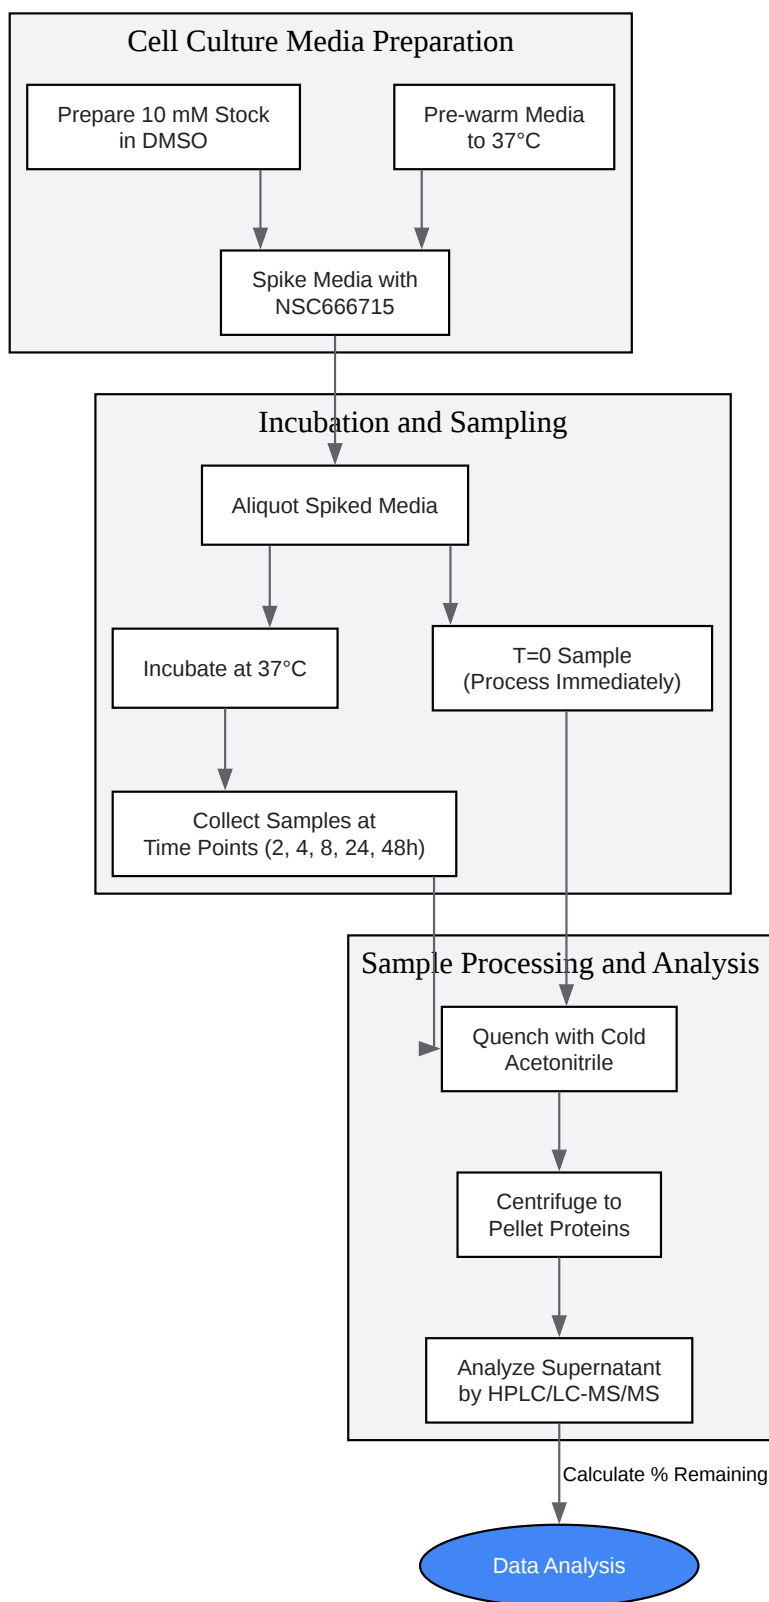 Cell Culture Media Preparation
Prepare 10 mM Stock
in DMSO
Pre-warm Media
to 37°C
Spike Media with
NSC666715
Incubation and Sampling
Aliquot Spiked Media
Incubate at 37°C
T=0 Sample
(Process Immediately)
Collect Samples at
Time Points (2, 4, 8, 24, 48h)
Sample Processing and Analysis
Quench with Cold
Acetonitrile
Centrifuge to
Pellet Proteins
Analyze Supernatant
by HPLC/LC-MS/MS
Calculate % Remaining
Data Analysis